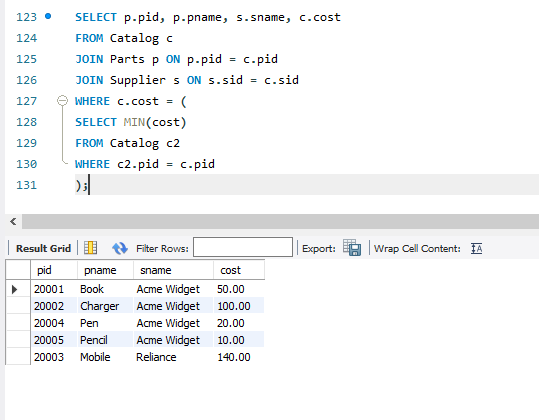 123 SELECT p.pid, p.pname, s.sname, c.cost
124 FROM Catalog c
125 JOIN Parts p ON p.pid = c.pid
126 JOIN Supplier s ON s.sid = c.sid
127 WHERE c.cost = (
128 SELECT MIN(cost)
129 FROM Catalog c2
130 WHERE c2.pid = c.pid
131 );
Result Grid Filter Rows: Export: Wrap Cell Content: IA
pid pname sname cost
20001 Book Acme Widget 50.00
20002 Charger Acme Widget 100.00
20004 Pen Acme Widget 20.00
20005 Pencil Acme Widget 10.00
20003 Mobile Reliance 140.00